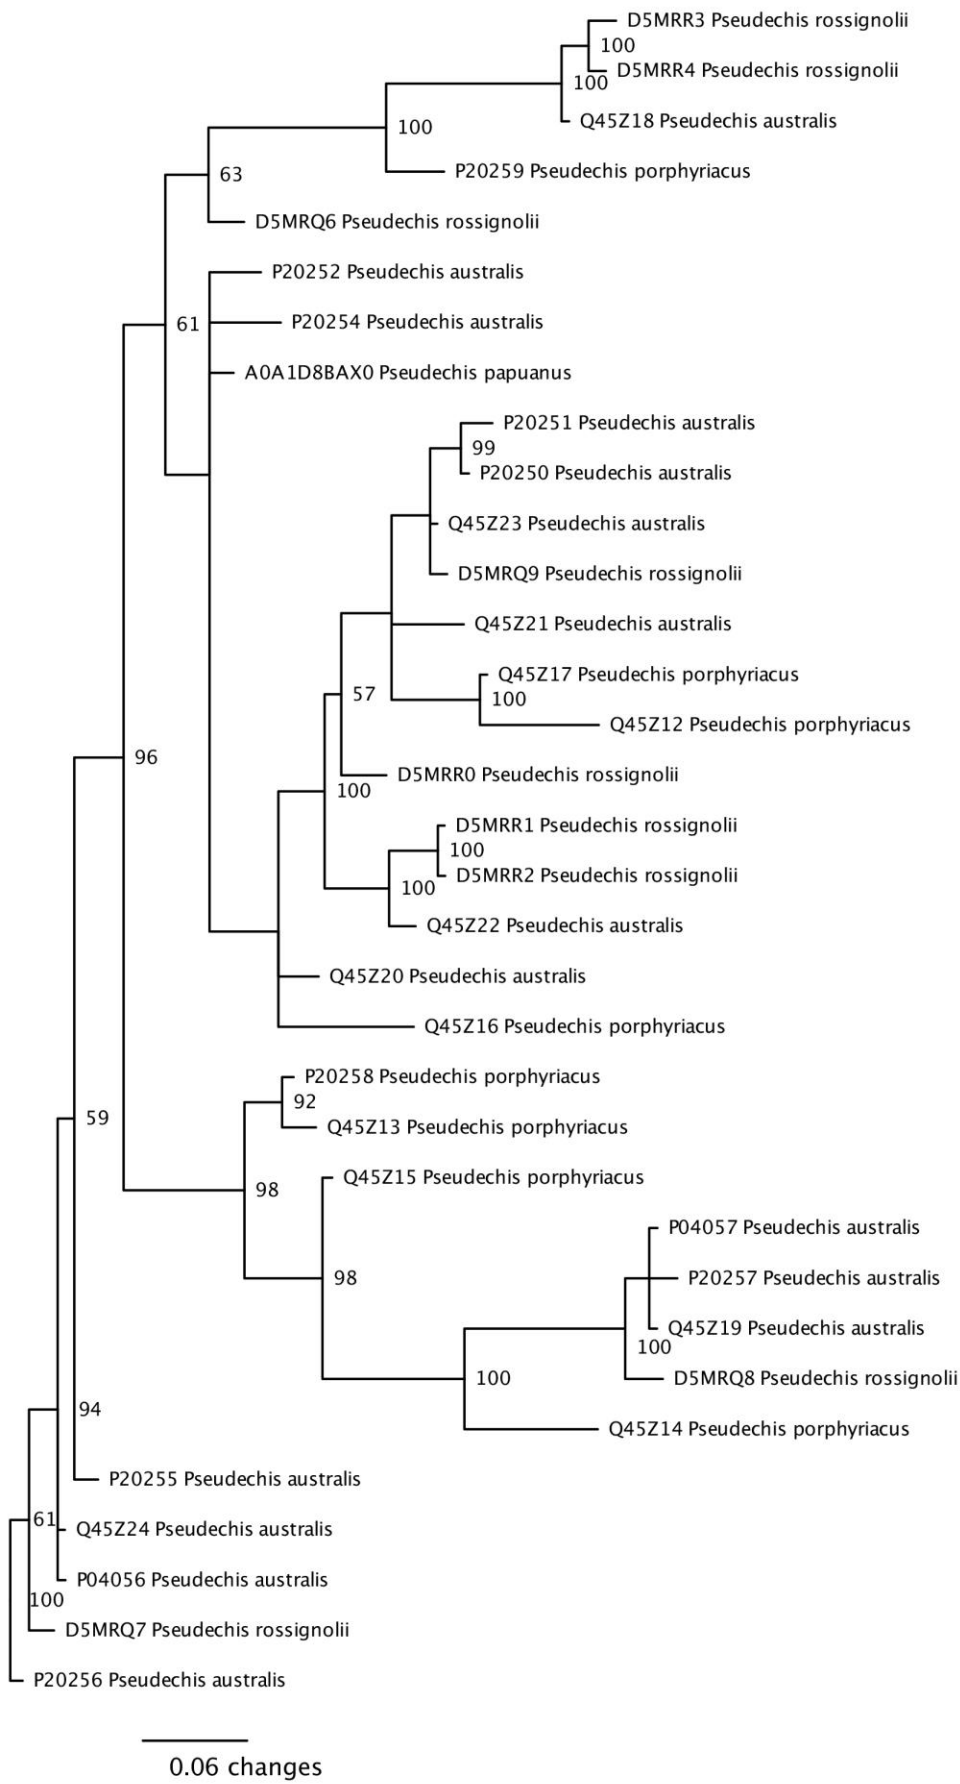 D5MRR3 Pseudechis rossignolii
100
D5MRR4 Pseudechis rossignolii
100
Q45Z18 Pseudechis australis
100
P20259 Pseudechis porphyriacus
63
D5MRQ6 Pseudechis rossignolii
P20252 Pseudechis australis
61
P20254 Pseudechis australis
A0A1D8BAX0 Pseudechis papuanus
P20251 Pseudechis australis
99
P20250 Pseudechis australis
Q45Z23 Pseudechis australis
D5MRQ9 Pseudechis rossignolii
Q45Z21 Pseudechis australis
Q45Z17 Pseudechis porphyriacus
57
100
Q45Z12 Pseudechis porphyriacus
96
D5MRR0 Pseudechis rossignolii
100
D5MRR1 Pseudechis rossignolii
100
D5MRR2 Pseudechis rossignolii
100
Q45Z22 Pseudechis australis
Q45Z20 Pseudechis australis
Q45Z16 Pseudechis porphyriacus
P20258 Pseudechis porphyriacus
92
59
Q45Z13 Pseudechis porphyriacus
Q45Z15 Pseudechis porphyriacus
98
P04057 Pseudechis australis
98
P20257 Pseudechis australis
Q45Z19 Pseudechis australis
100
100
D5MRQ8 Pseudechis rossignolii
94
Q45Z14 Pseudechis porphyriacus
P20255 Pseudechis australis
61
Q45Z24 Pseudechis australis
P04056 Pseudechis australis
100
D5MRQ7 Pseudechis rossignolii
P20256 Pseudechis australis
0.06 changes